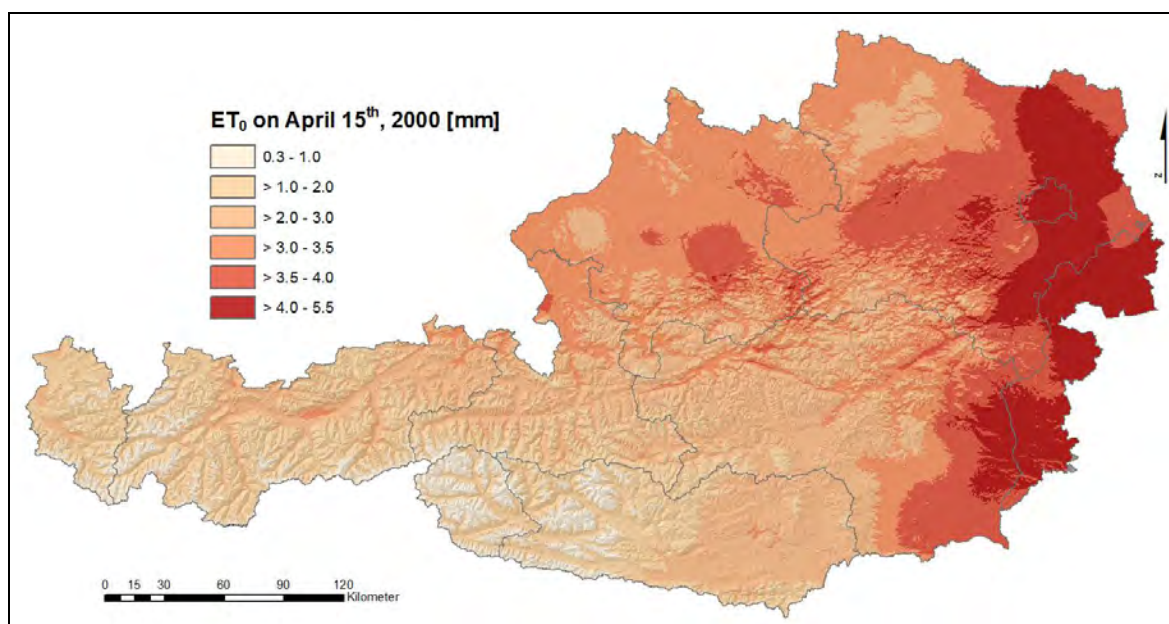 ET₀ on April 15th, 2000 [mm]
0.3 - 1.0
> 1.0 - 2.0
> 2.0 - 3.0
> 3.0 - 3.5
> 3.5 - 4.0
> 4.0 - 5.5
N
0 15 30 60 90 120
Kilometer